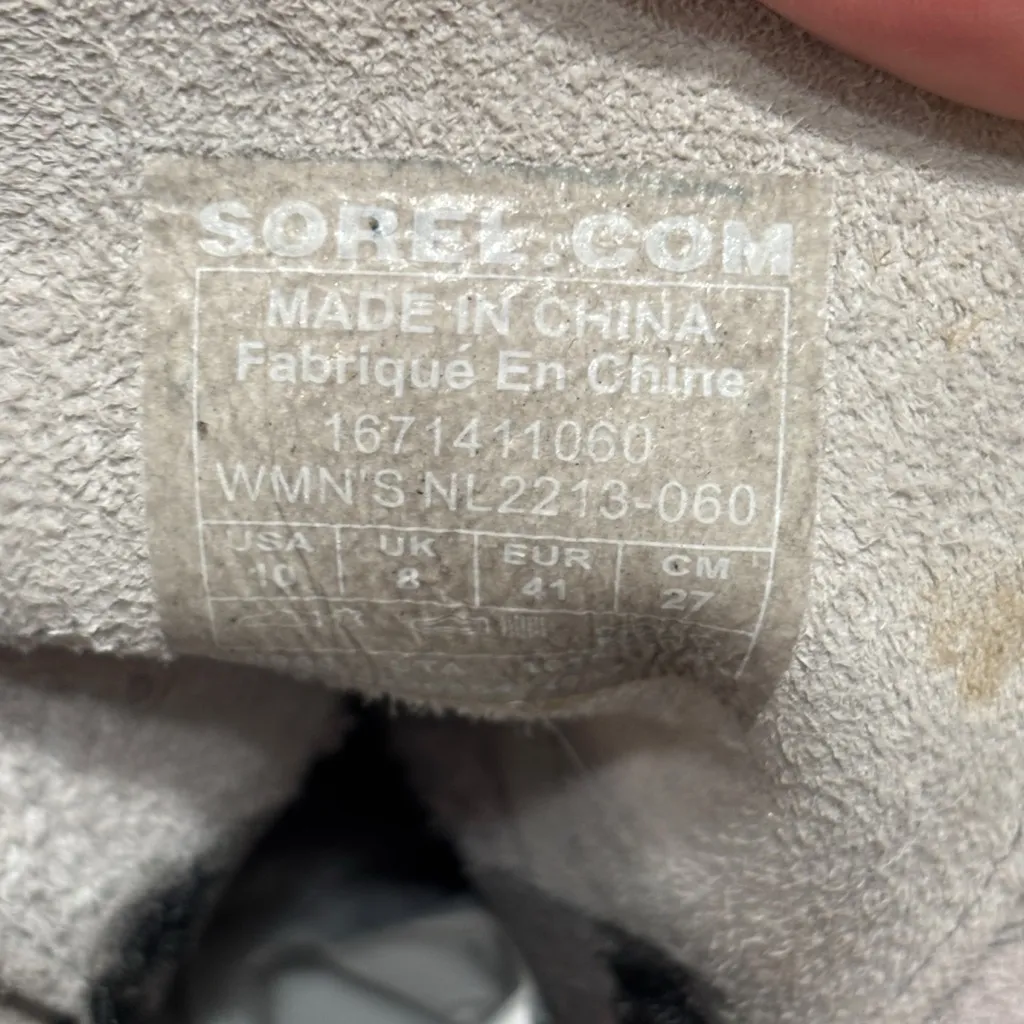 SOREL.COM
MADE IN CHINA
Fabriqué En Chine
1671411060
WMN'S NL2213-060
USA UK EUR CM
10 8 41 27